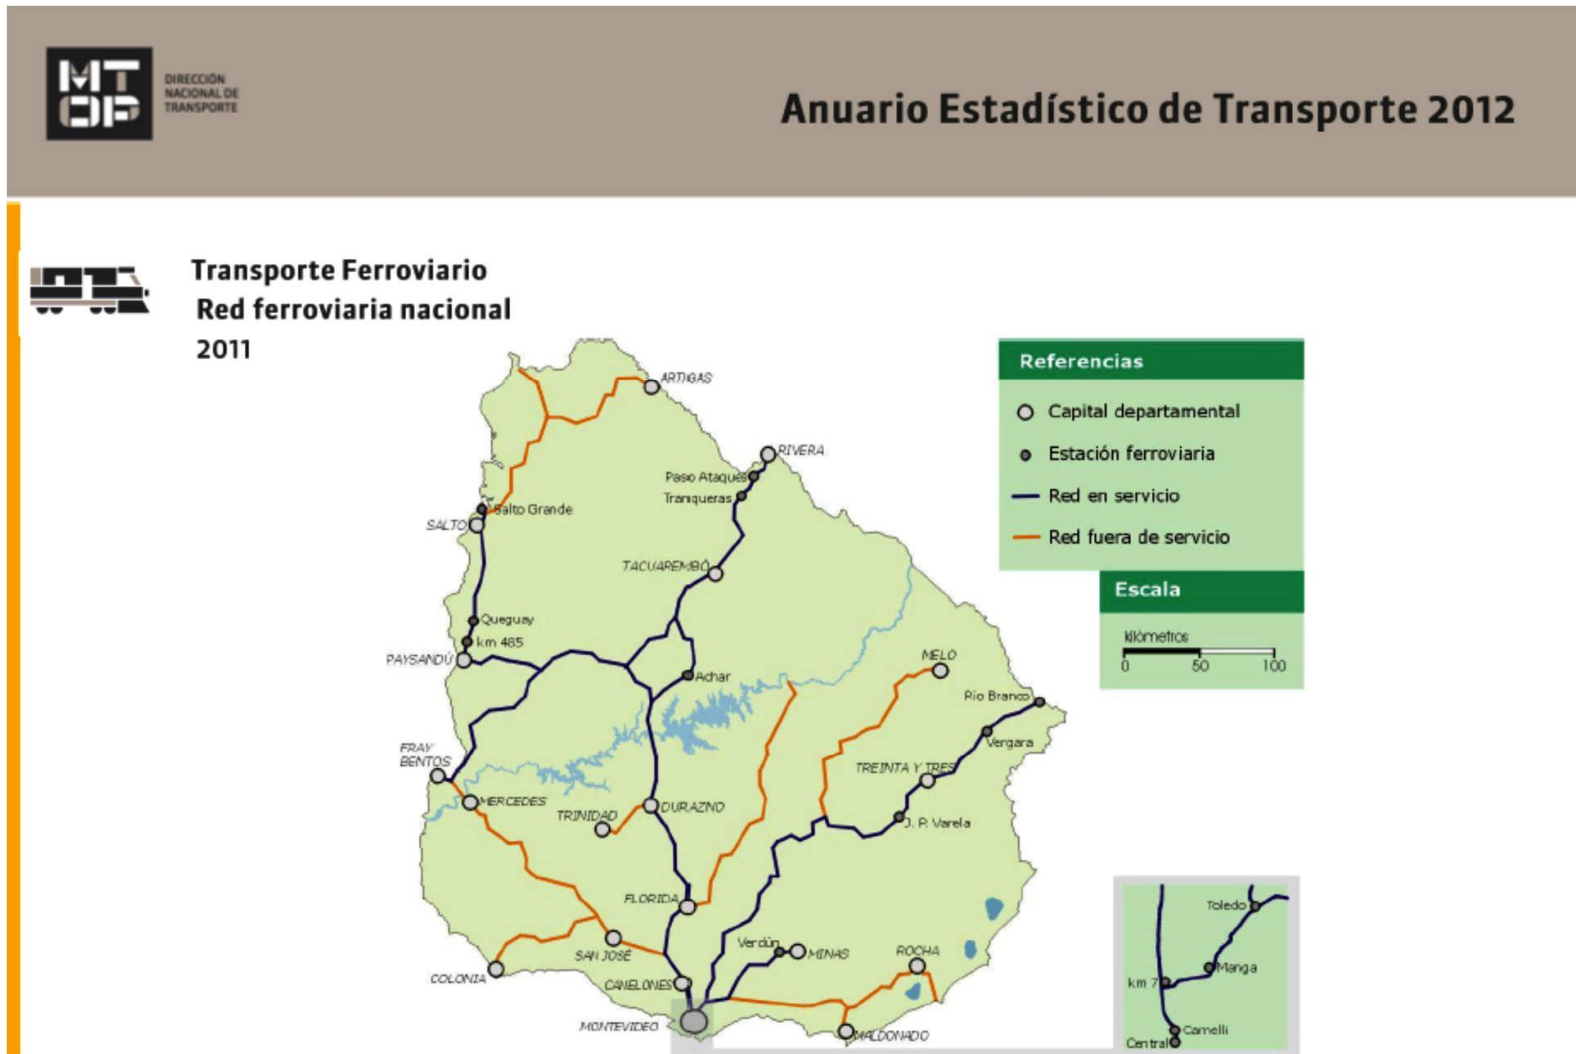 MT
OP
DIRECCIÓN
NACIONAL DE
TRANSPORTE
Anuario Estadístico de Transporte 2012
Transporte Ferroviario
Red ferroviaria nacional
2011
Referencias
Capital departamental
Estación ferroviaria
Red en servicio
Red fuera de servicio
Escala
kilómetros
0 50 100
ARTIGAS
RIVERA
Paso Ataques
Tranqueras
Salto Grande
SALTO
TACUAREMBÓ
Queguay
km 485
PAYSANDÚ
MELO
Achar
Río Branco
Vergara
FRAY
BENTOS
TREINTA Y TRES
MERCEDES
TRINIDAD
DURAZNO
J. P. Varela
FLORIDA
Verdún
MINAS
ROCHA
SAN JOSÉ
COLONIA
CANELONES
MONTEVIDEO
MALDONADO
Toledo
Manga
km 7
Carnelli
Central